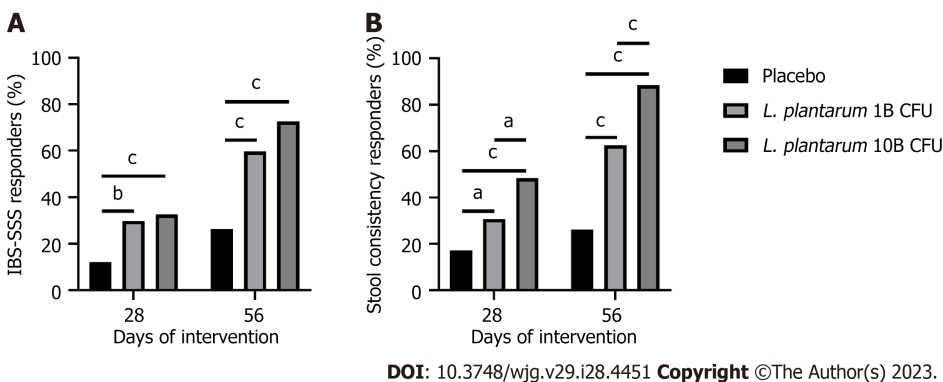 A
IBS-SSS responders (%)
100
80
60
40
20
0
b
c
c
c
28
56
Days of intervention
B
Stool consistency responders (%)
100
80
60
40
20
0
a
c
a
c
c
c
28
56
Days of intervention
Placebo
L. plantarum 1B CFU
L. plantarum 10B CFU
DOI: 10.3748/wjg.v29.i28.4451 Copyright ©The Author(s) 2023.